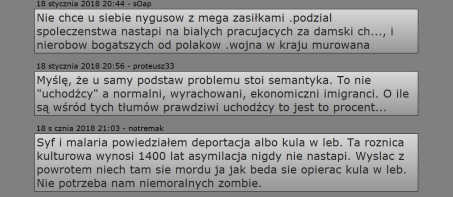 18 stycznia 2018 20:44 - sOap
Nie chce u siebie nygusow z mega zasiłkami .podzial
spoleczenstwa nastapi na bialych pracujacych za damski ch..., i
nierobow bogatszych od polakow .wojna w kraju murowana
18 stycznia 2018 20:56 - proteusz33
Myślę, że u samy podstaw problemu stoi semantyka. To nie
"uchodźcy" a normalni, wyrachowani, ekonomiczni imigranci. O ile
są wśród tych tłumów prawdziwi uchodźcy to jest to procent...
18 s cznia 2018 21:03 - notremak
Syf i malaria powiedziałem deportacja albo kula w leb. Ta roznica
kulturowa wynosi 1400 lat asymilacja nigdy nie nastapi. Wyslac z
powrotem niech tam sie mordu ja jak beda sie opierac kula w leb.
Nie potrzeba nam niemoralnych zombie.